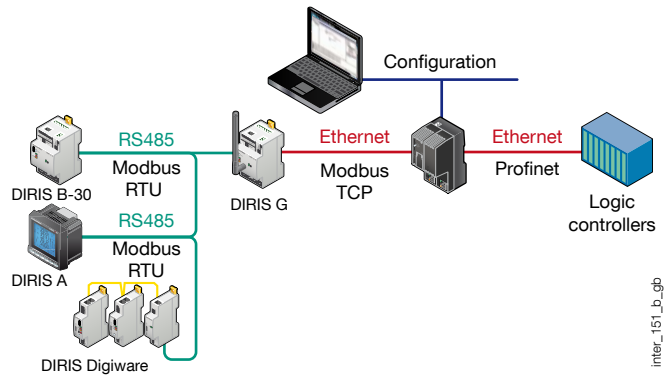 Configuration
RS485
Modbus
RTU
DIRIS B-30
Ethernet
Modbus
TCP
DIRIS G
Ethernet
Profinet
Logic
controllers
RS485
Modbus
RTU
DIRIS A
DIRIS Digiware
inter_151_b_gb